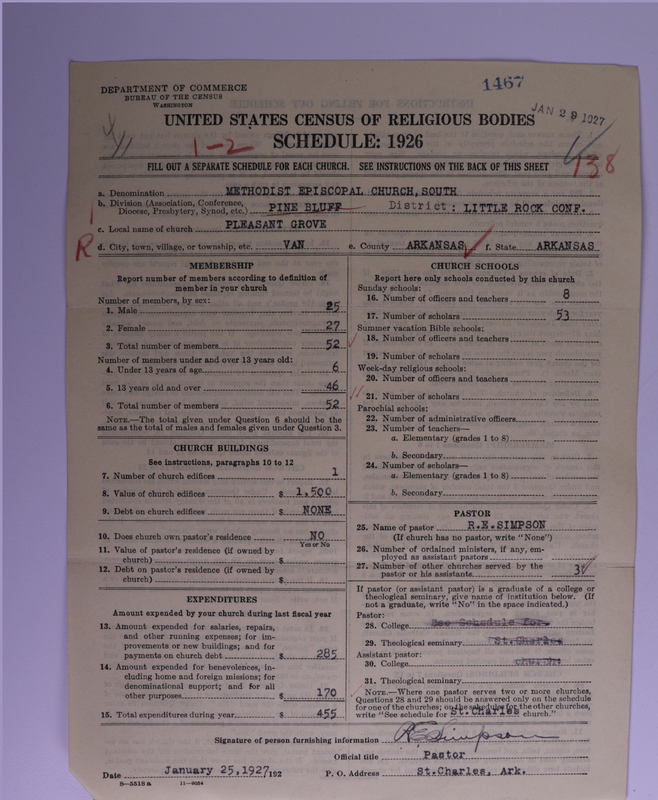 1467
DEPARTMENT OF COMMERCE
BUREAU OF THE CENSUS
WASHINGTON
JAN 29 1927
UNITED STATES CENSUS OF RELIGIOUS BODIES
1-2
SCHEDULE: 1926
138
FILL OUT A SEPARATE SCHEDULE FOR EACH CHURCH. SEE INSTRUCTIONS ON THE BACK OF THIS SHEET
a. Denomination METHODIST EPISCOPAL CHURCH, SOUTH
b. Division (Association, Conference, Diocese, Presbytery, Synod, etc.) PINE BLUFF District: LITTLE ROCK CONF.
c. Local name of church PLEASANT GROVE
R
d. City, town, village, or township, etc. VAN e. County ARKANSAS f. State ARKANSAS
MEMBERSHIP
Report number of members according to definition of
member in your church
Number of members, by sex:
1. Male 25
2. Female 27
3. Total number of members 52
Number of members under and over 13 years old:
4. Under 13 years of age 6
5. 13 years old and over 46
6. Total number of members 52
NOTE.—The total given under Question 6 should be
same as the total of males and females given under Question 3.
CHURCH BUILDINGS
See instructions, paragraphs 10 to 12
7. Number of church edifices 1
8. Value of church edifices $ 1,500
9. Debt on church edifices $ NONE
10. Does church own pastor's residence? NO
Yes or No
11. Value of pastor's residence (if owned by
church) $
12. Debt on pastor's residence (if owned by
church) $
EXPENDITURES
Amount expended by your church during last fiscal year
13. Amount expended for salaries, repairs,
and other running expenses; for im-
provements or new buildings; and for
payments on church debt $ 285
14. Amount expended for benevolences, in-
cluding home and foreign missions; for
denominational support; and for all
other purposes $ 170
15. Total expenditures during year $ 455
CHURCH SCHOOLS
Report here only schools conducted by this church
Sunday schools:
16. Number of officers and teachers 8
17. Number of scholars 53
Summer vacation Bible schools:
18. Number of officers and teachers
19. Number of scholars
Week-day religious schools:
20. Number of officers and teachers
21. Number of scholars
Parochial schools:
22. Number of administrative officers
23. Number of teachers—
a. Elementary (grades 1 to 8)
b. Secondary
24. Number of scholars—
a. Elementary (grades 1 to 8)
b. Secondary
PASTOR
25. Name of pastor R.E.SIMPSON
(If church has no pastor, write "None")
26. Number of ordained ministers, if any, em-
ployed as assistant pastors
27. Number of other churches served by the
pastor or his assistants 3
If pastor (or assistant pastor) is a graduate of a college or
theological seminary, give name of institution below. (If
not a graduate, write "No" in the space indicated.)
Pastor:
28. College See Schedule for
29. Theological seminary St.Charles
Assistant pastor:
30. College church
31. Theological seminary
NOTE.—Where one pastor serves two or more churches,
Questions 28 and 29 should be answered only on the schedule
for one of the churches; on the schedules for the other churches,
write "See schedule for St.Charles church."
Signature of person furnishing information R E Simpson
Official title Pastor
Date January 25,1927, 192 P. O. Address St.Charles, Ark.
8—5518a 11—9034